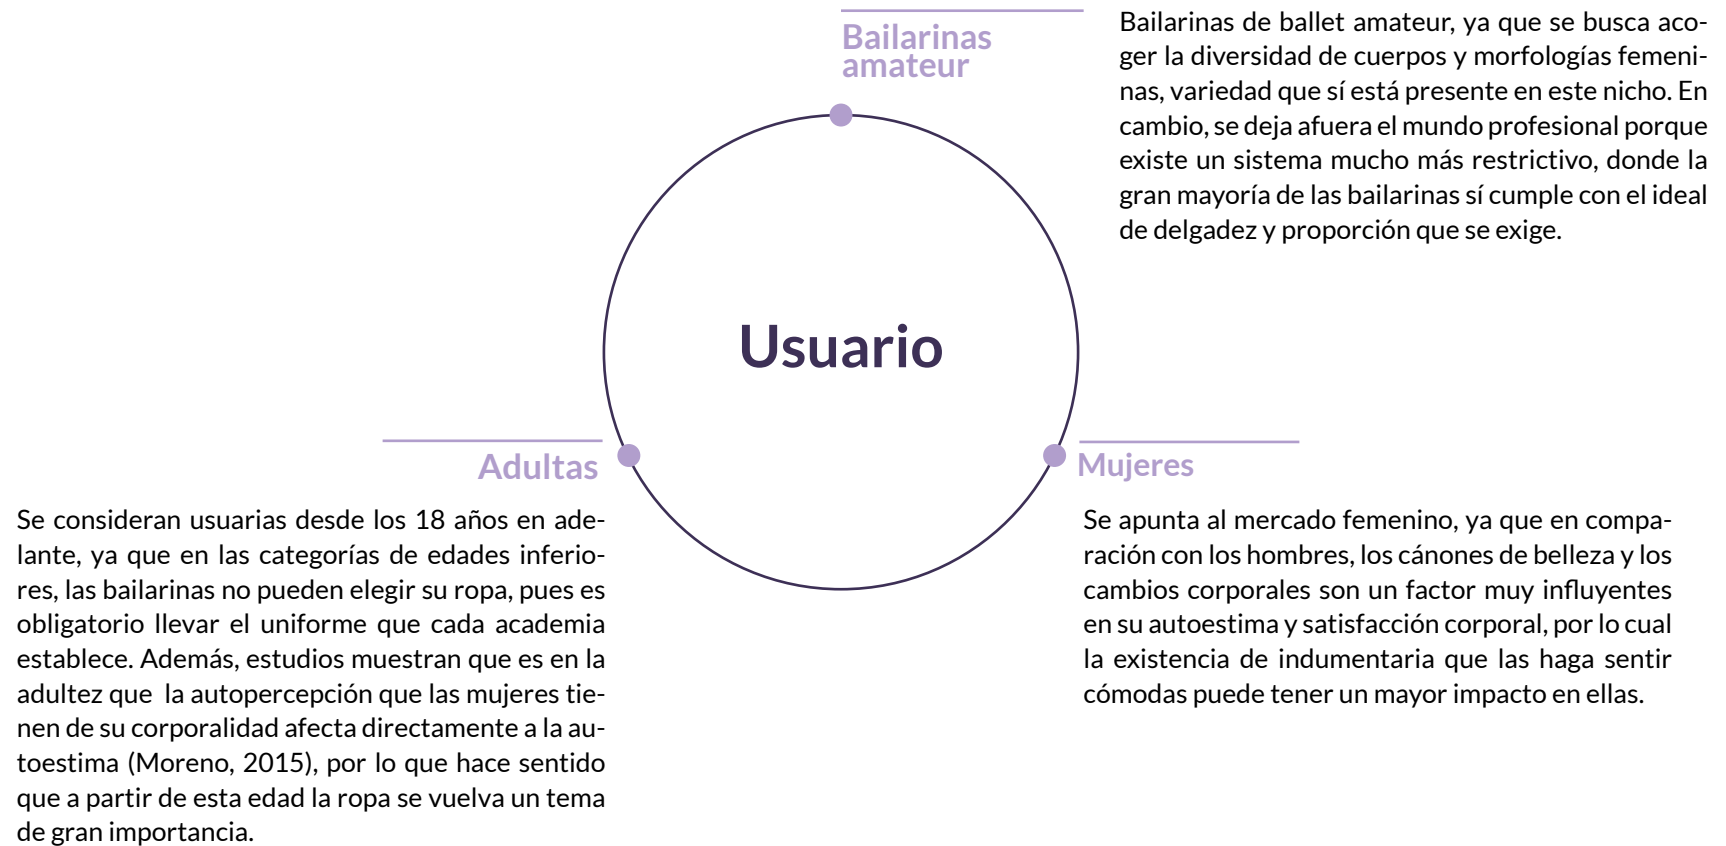 Bailarinas
amateur
Bailarinas de ballet amateur, ya que se busca aco-
ger la diversidad de cuerpos y morfologías femeni-
nas, variedad que sí está presente en este nicho. En
cambio, se deja afuera el mundo profesional porque
existe un sistema mucho más restrictivo, donde la
gran mayoría de las bailarinas sí cumple con el ideal
de delgadez y proporción que se exige.
Usuario
Adultas
Se consideran usuarias desde los 18 años en ade-
lante, ya que en las categorías de edades inferio-
res, las bailarinas no pueden elegir su ropa, pues es
obligatorio llevar el uniforme que cada academia
establece. Además, estudios muestran que es en la
adultez que  la autopercepción que las mujeres tie-
nen de su corporalidad afecta directamente a la au-
toestima (Moreno, 2015), por lo que hace sentido
que a partir de esta edad la ropa se vuelva un tema
de gran importancia.
Mujeres
Se apunta al mercado femenino, ya que en compa-
ración con los hombres, los cánones de belleza y los
cambios corporales son un factor muy influyentes
en su autoestima y satisfacción corporal, por lo cual
la existencia de indumentaria que las haga sentir
cómodas puede tener un mayor impacto en ellas.